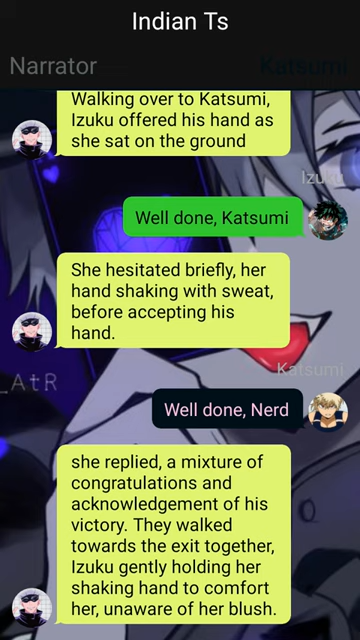 Indian Ts
Narrator
Katsumi
Walking over to Katsumi,
Izuku offered his hand as
she sat on the ground
Izuku
Well done, Katsumi
She hesitated briefly, her
hand shaking with sweat,
before accepting his
hand.
_AtR
Katsumi
Well done, Nerd
she replied, a mixture of
congratulations and
acknowledgement of his
victory. They walked
towards the exit together,
Izuku gently holding her
shaking hand to comfort
her, unaware of her blush.